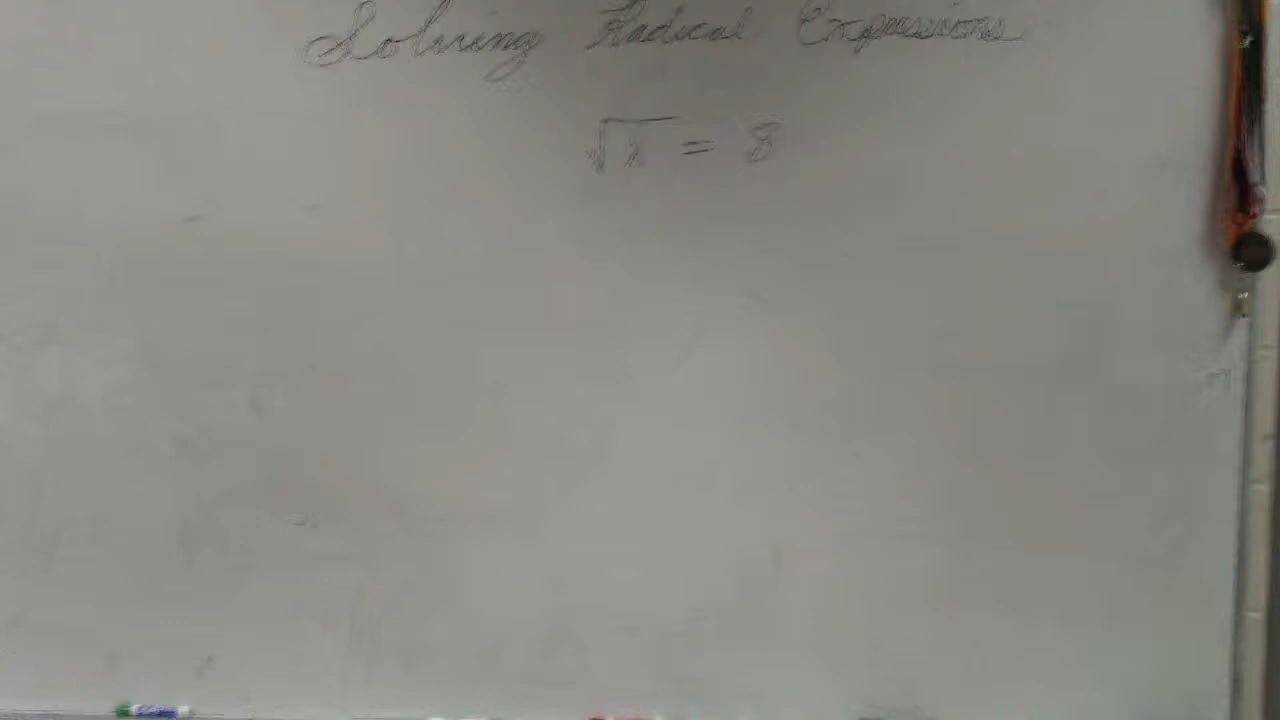 Solving Radical Expressions
√x = 8